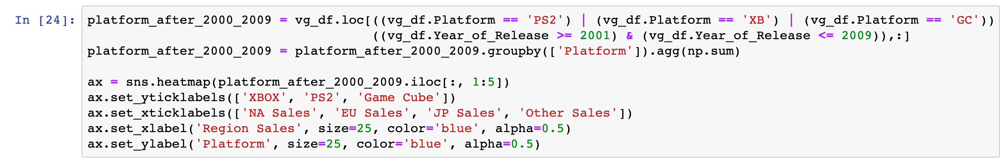 In [24]: platform_after_2000_2009 = vg_df.loc[((vg_df.Platform == 'PS2') | (vg_df.Platform == 'XB') | (vg_df.Platform == 'GC'))
((vg_df.Year_of_Release >= 2001) & (vg_df.Year_of_Release <= 2009)),:]
platform_after_2000_2009 = platform_after_2000_2009.groupby(['Platform']).agg(np.sum)
ax = sns.heatmap(platform_after_2000_2009.iloc[:, 1:5])
ax.set_yticklabels(['XBOX', 'PS2', 'Game Cube'])
ax.set_xticklabels(['NA Sales', 'EU Sales', 'JP Sales', 'Other Sales'])
ax.set_xlabel('Region Sales', size=25, color='blue', alpha=0.5)
ax.set_ylabel('Platform', size=25, color='blue', alpha=0.5)